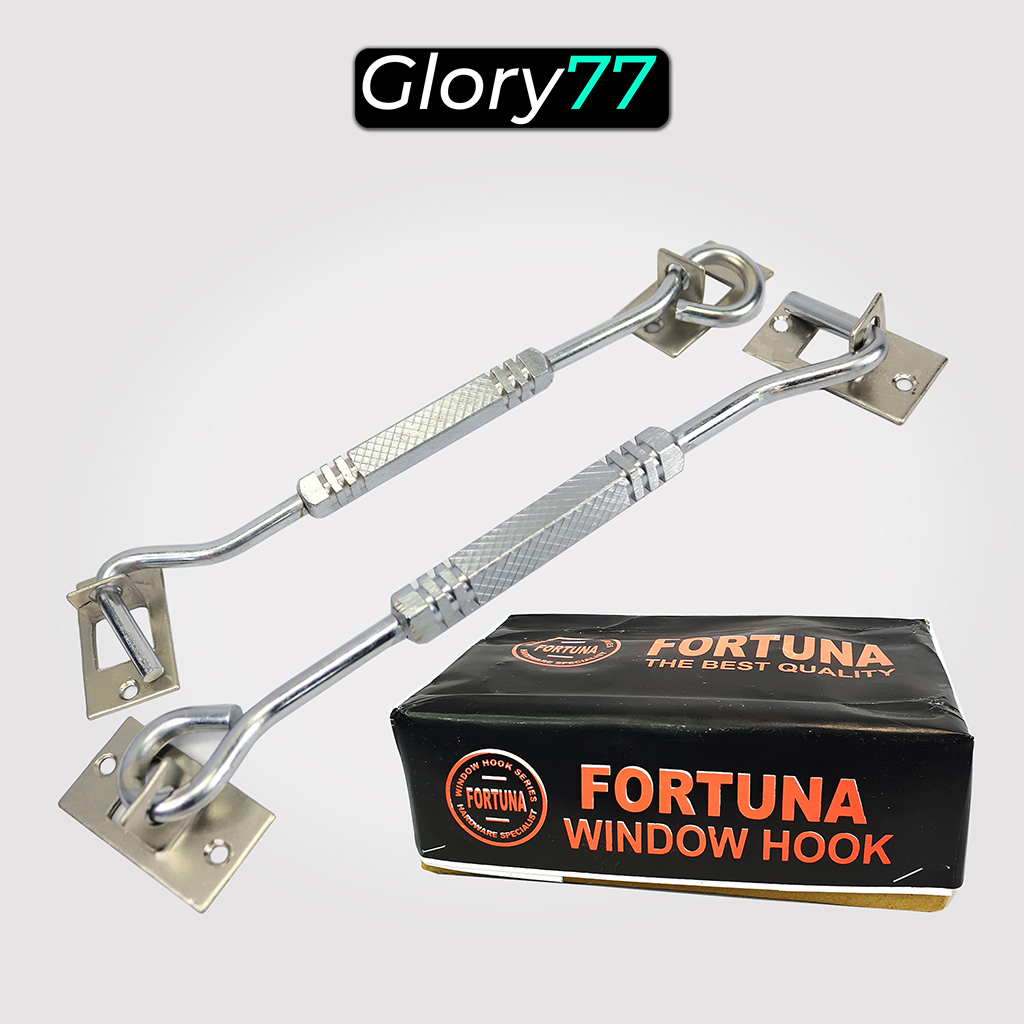 Glory77
FORTUNA
HARDWARE SPECIALIST
FORTUNA
THE BEST QUALITY
WINDOW HOOK SERIES
FORTUNA
HARDWARE SPECIALIST
FORTUNA
WINDOW HOOK